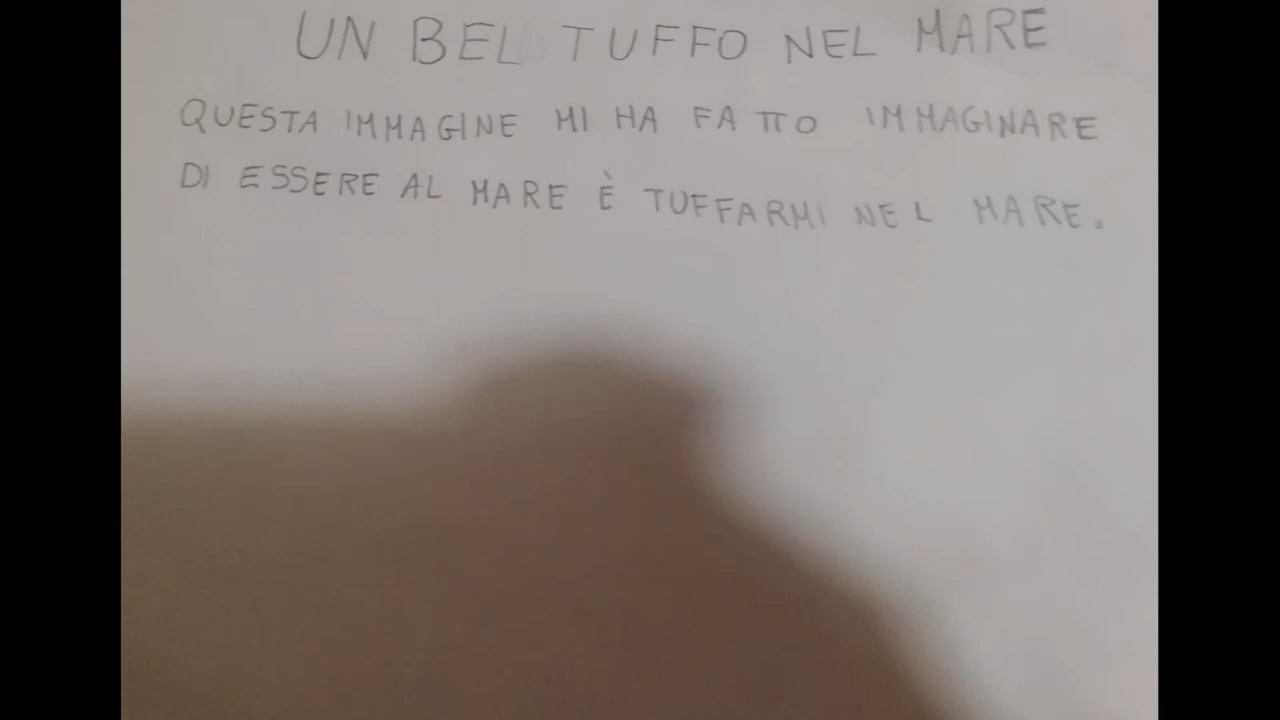 UN BEL TUFFO NEL MARE
QUESTA IMMAGINE MI HA FATTO IMMAGINARE
DI ESSERE AL MARE È TUFFARMI NEL MARE.